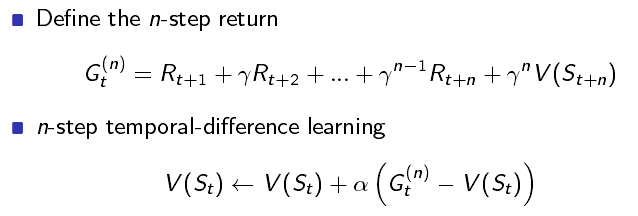 Define the n-step return
G_t^{(n)} = R_{t+1} + γR_{t+2} + ... + γ^{n−1}R_{t+n} + γ^n V(S_{t+n})
n-step temporal-difference learning
V(S_t) ← V(S_t) + α (G_t^{(n)} − V(S_t))